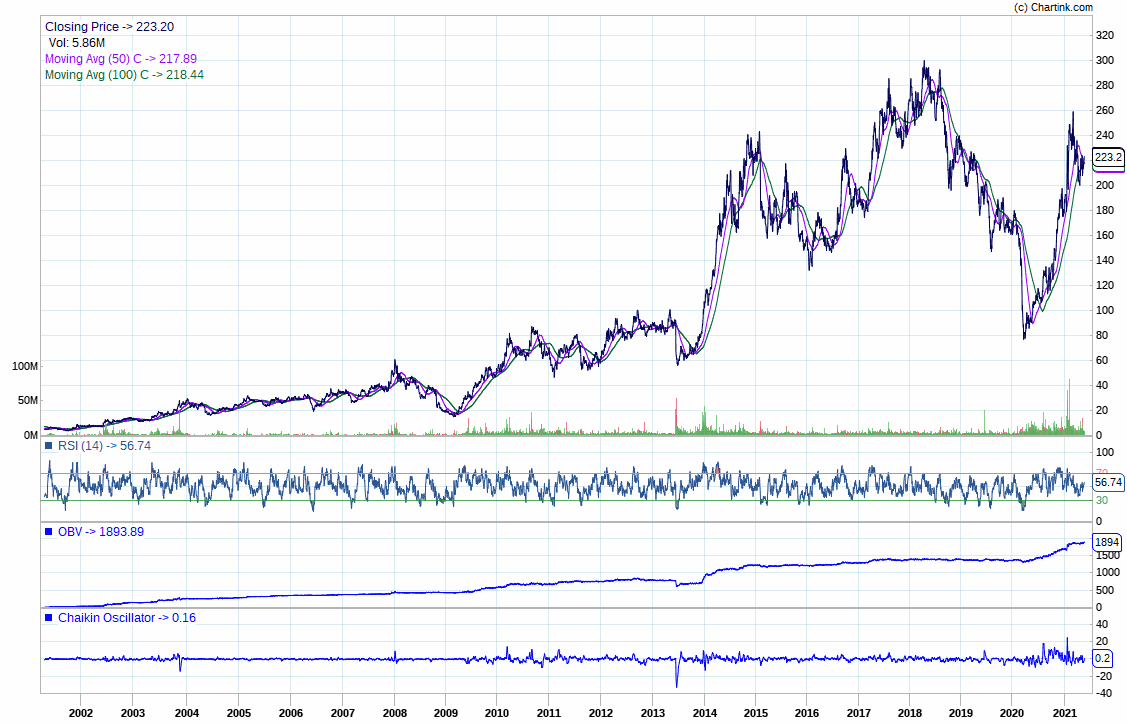 (c) Chartink.com
Closing Price -> 223.20
Vol: 5.86M
Moving Avg (50) C -> 217.89
Moving Avg (100) C -> 218.44
320
300
280
260
240
223.2
200
180
160
140
120
100
80
60
40
20
0
100M
50M
0M
RSI (14) -> 56.74
100
70
56.74
30
0
OBV -> 1893.89
1894
1500
1000
500
0
Chaikin Oscillator -> 0.16
40
20
0.2
-20
-40
2002 2003 2004 2005 2006 2007 2008 2009 2010 2011 2012 2013 2014 2015 2016 2017 2018 2019 2020 2021